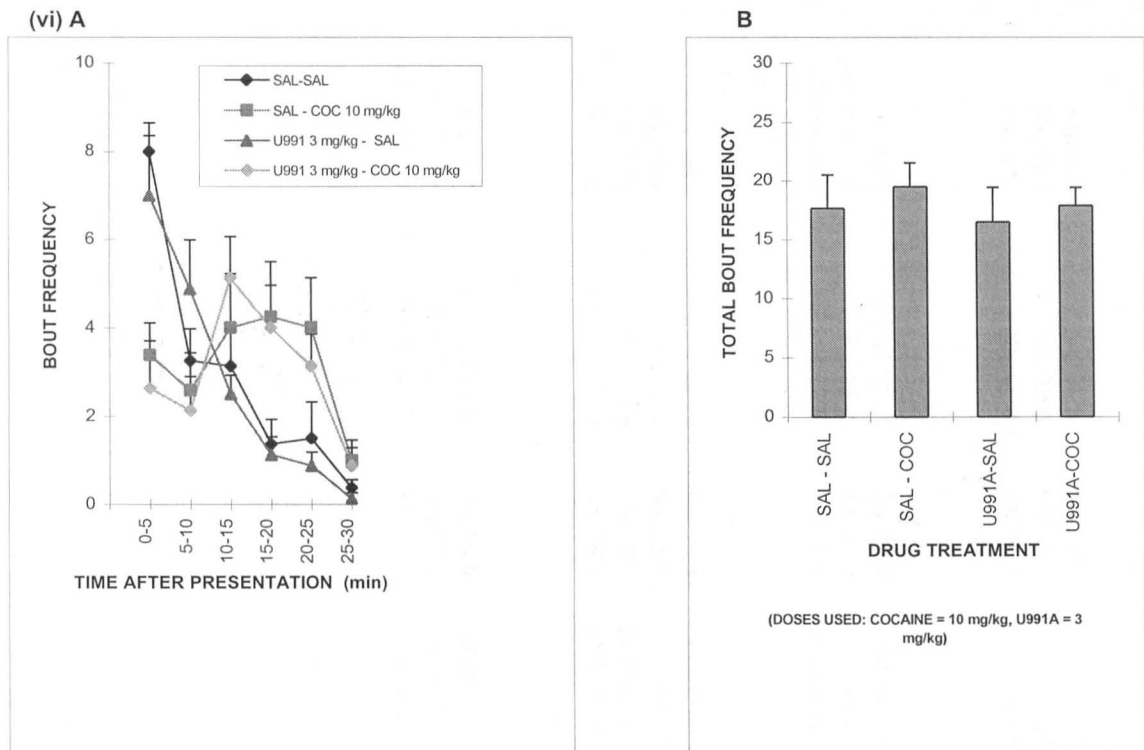 (vi) A
10
8
6
4
2
0
BOUT FREQUENCY
SAL-SAL
SAL - COC 10 mg/kg
U991 3 mg/kg - SAL
U991 3 mg/kg - COC 10 mg/kg
0-5
5-10
10-15
15-20
20-25
25-30
TIME AFTER PRESENTATION (min)
B
30
25
20
15
10
5
0
TOTAL BOUT FREQUENCY
SAL - SAL
SAL - COC
U991A-SAL
U991A-COC
DRUG TREATMENT
(DOSES USED: COCAINE = 10 mg/kg, U991A = 3
mg/kg)